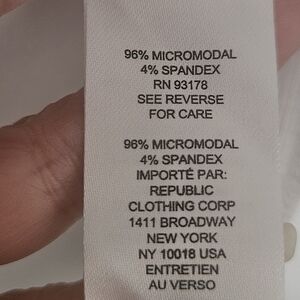 96% MICROMODAL
4% SPANDEX
RN 93178
SEE REVERSE
FOR CARE
96% MICROMODAL
4% SPANDEX
IMPORTÉ PAR:
REPUBLIC
CLOTHING CORP
1411 BROADWAY
NEW YORK
NY 10018 USA
ENTRETIEN
AU VERSO